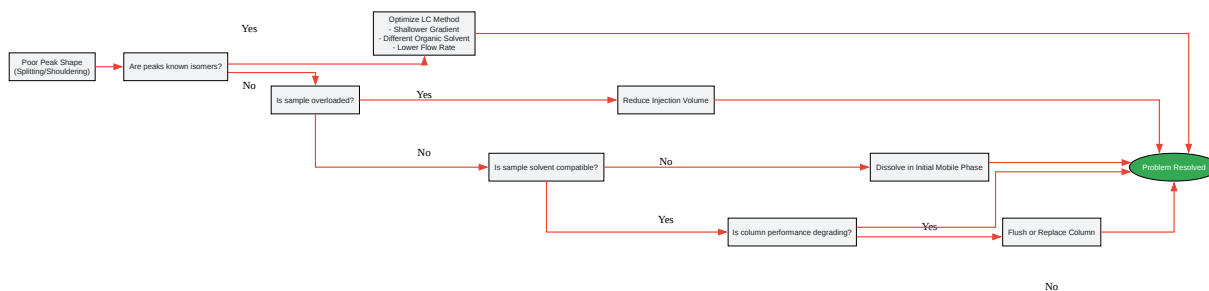 Optimize LC Method
- Shallower Gradient
- Different Organic Solvent
- Lower Flow Rate
Yes
Poor Peak Shape
(Splitting/Shouldering)
Are peaks known isomers?
No
Is sample overloaded?
Yes
Reduce Injection Volume
No
Is sample solvent compatible?
No
Dissolve in Initial Mobile Phase
Problem Resolved
Yes
Is column performance degrading?
Yes
Flush or Replace Column
No